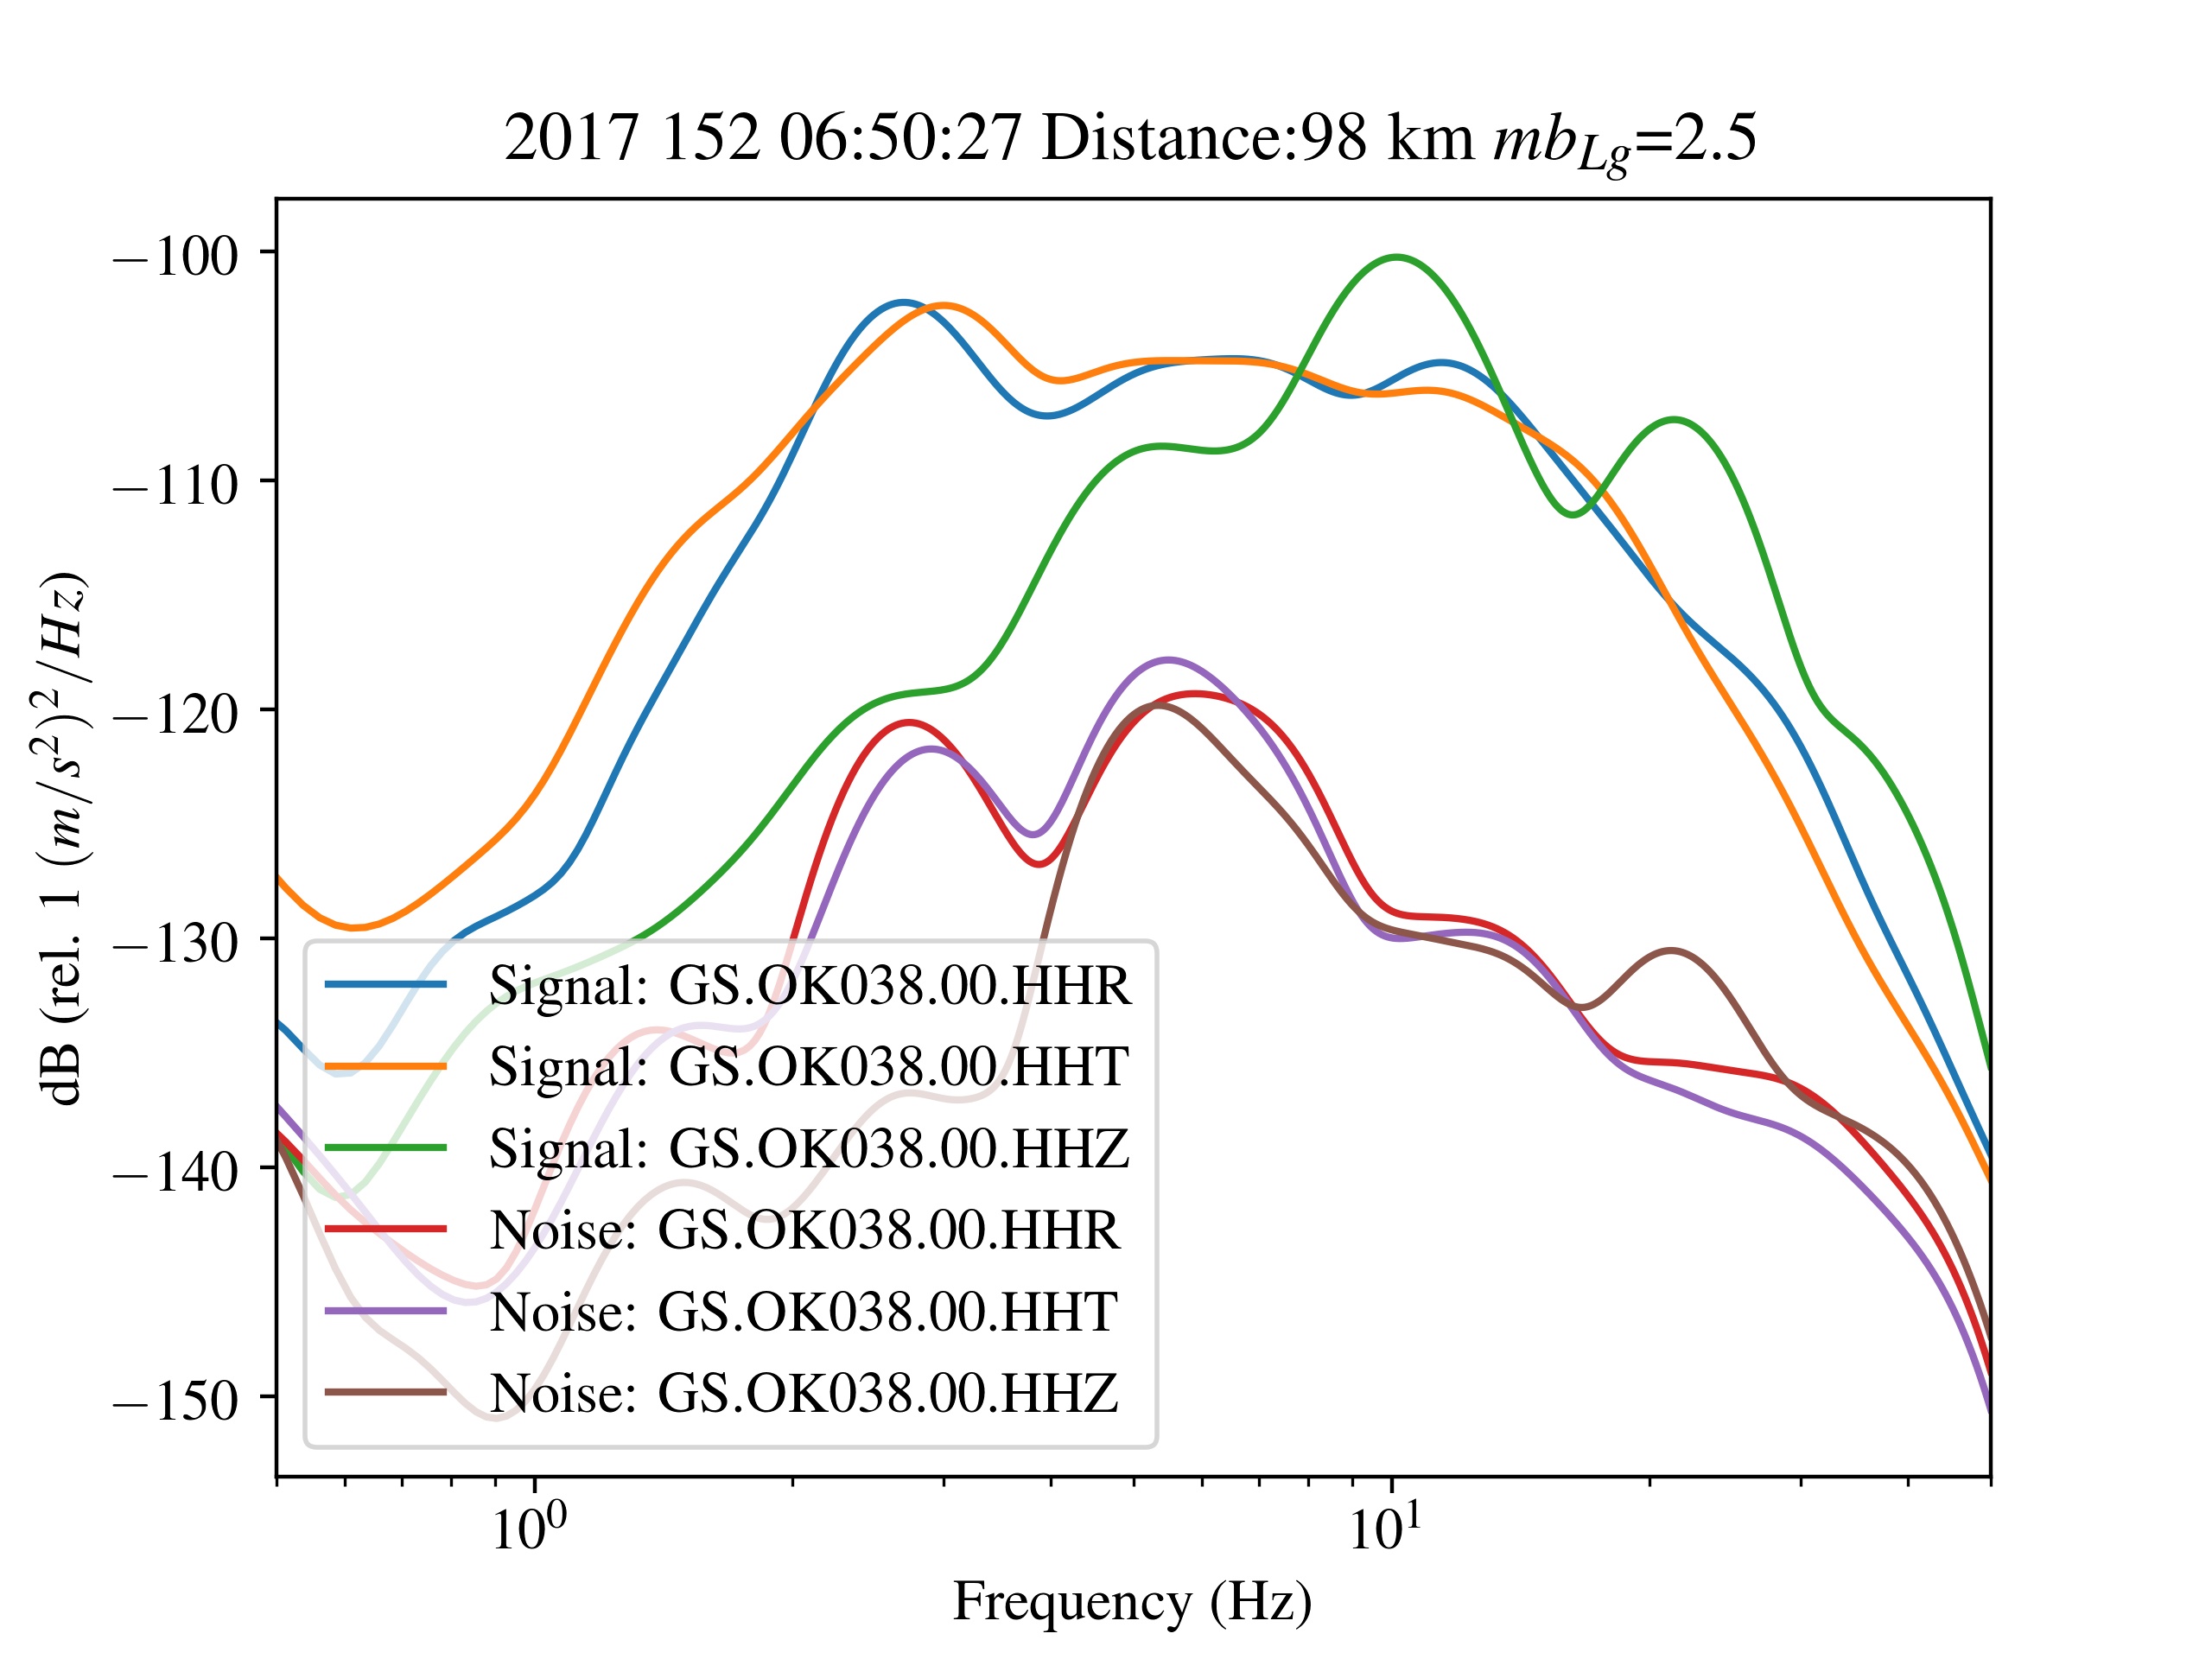 2017 152 06:50:27 Distance:98 km mb_{Lg}=2.5
dB (rel. 1 (m/s²)²/Hz)
−100
−110
−120
−130
−140
−150
Signal: GS.OK038.00.HHR
Signal: GS.OK038.00.HHT
Signal: GS.OK038.00.HHZ
Noise: GS.OK038.00.HHR
Noise: GS.OK038.00.HHT
Noise: GS.OK038.00.HHZ
10⁰ 10¹
Frequency (Hz)